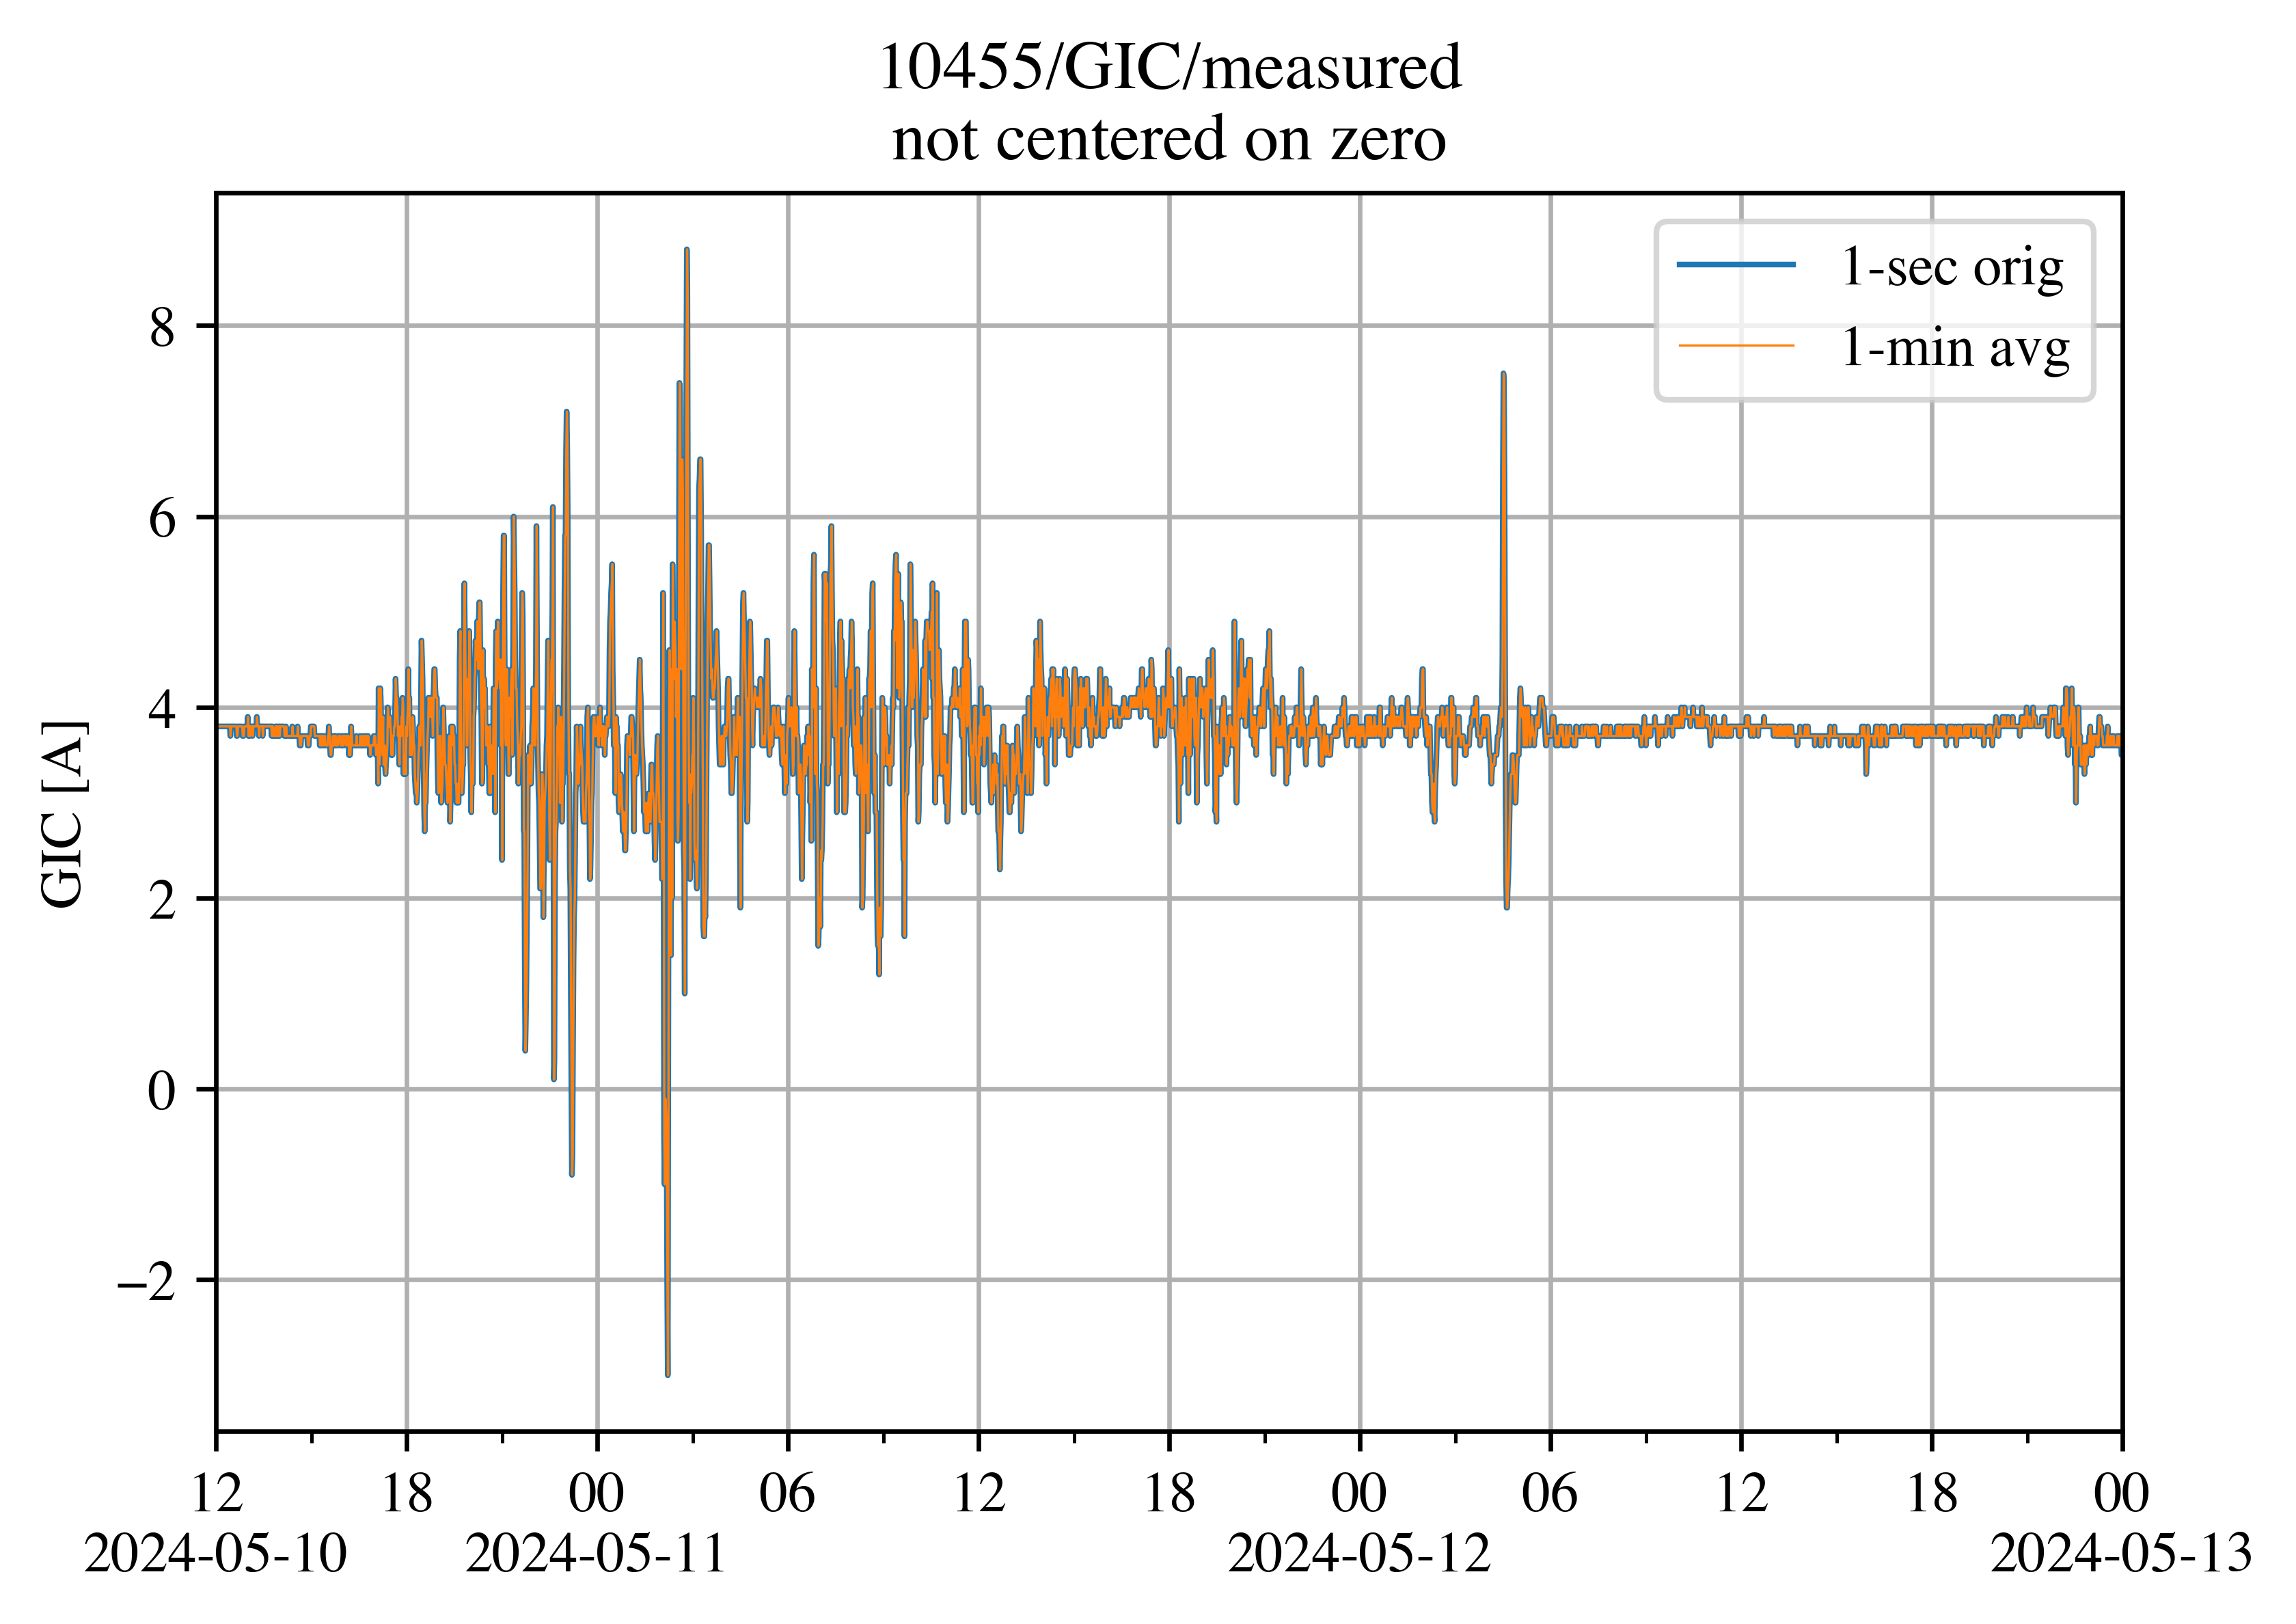 10455/GIC/measured
not centered on zero
1-sec orig
1-min avg
GIC [A]
8
6
4
2
0
−2
12 18 00 06 12 18 00 06 12 18 00
2024-05-10 2024-05-11 2024-05-12 2024-05-13